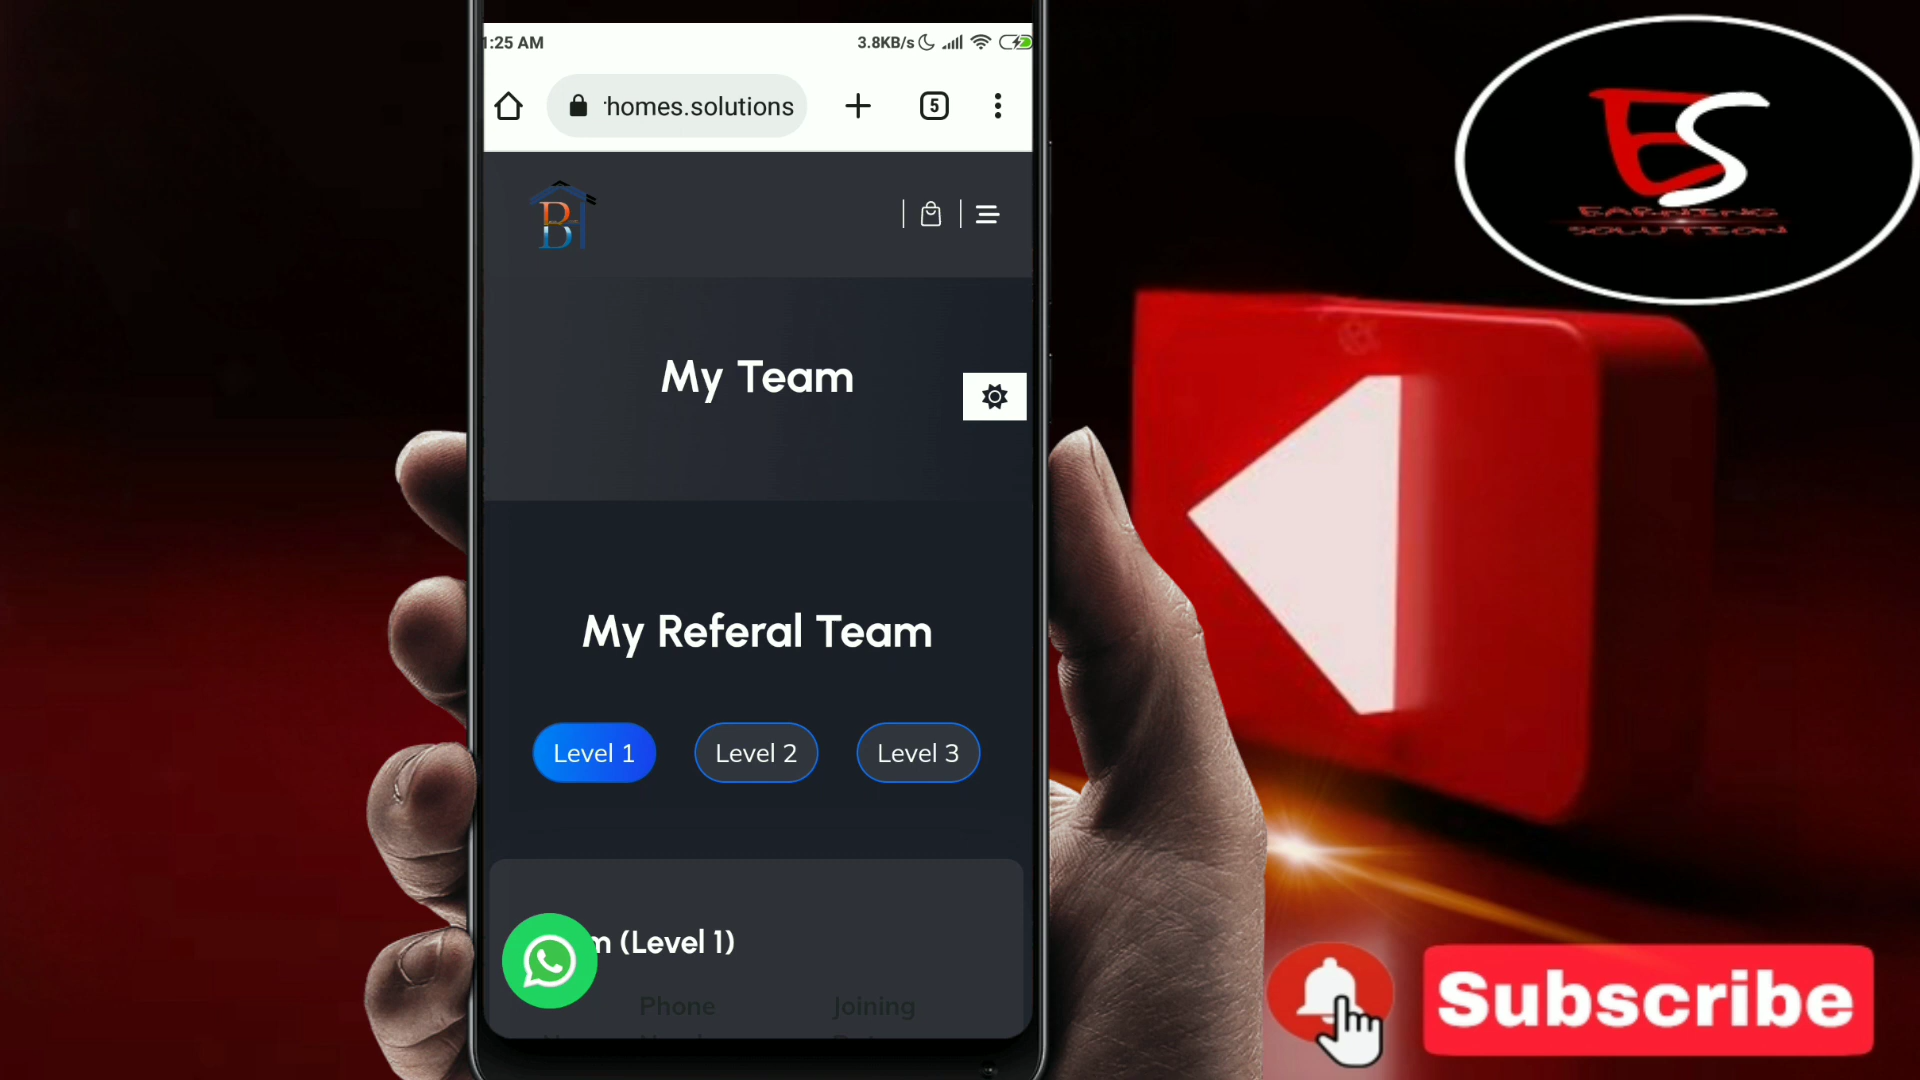 1:25 AM
3.8KB/s
homes.solutions
5
BH
ES
EARNING
SOLUTION
My Team
My Referal Team
Level 1
Level 2
Level 3
m (Level 1)
Phone
Joining
Subscribe